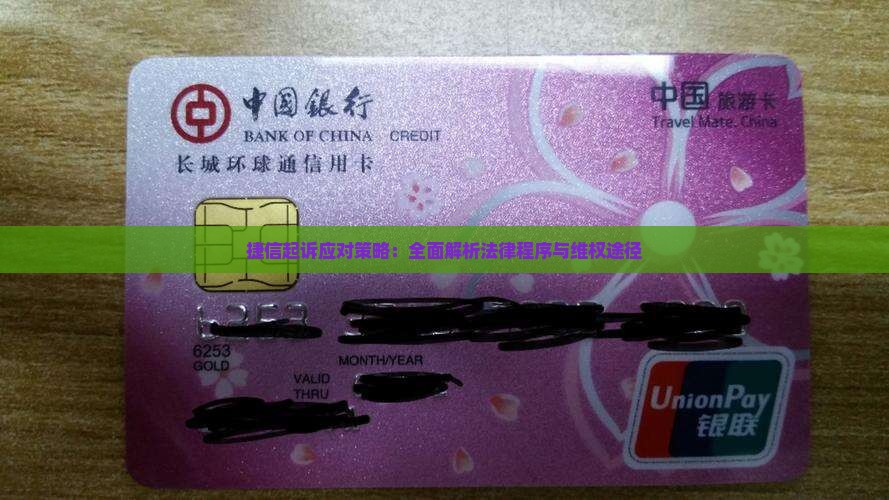 中国银行
BANK OF CHINA CREDIT
长城环球通信用卡
中国 旅游卡
Travel Mate. China
捷信起诉应对策略：全面解析法律程序与维权途径
6253
6253
GOLD
MONTH/YEAR
VALID
THRU
UnionPay
银联